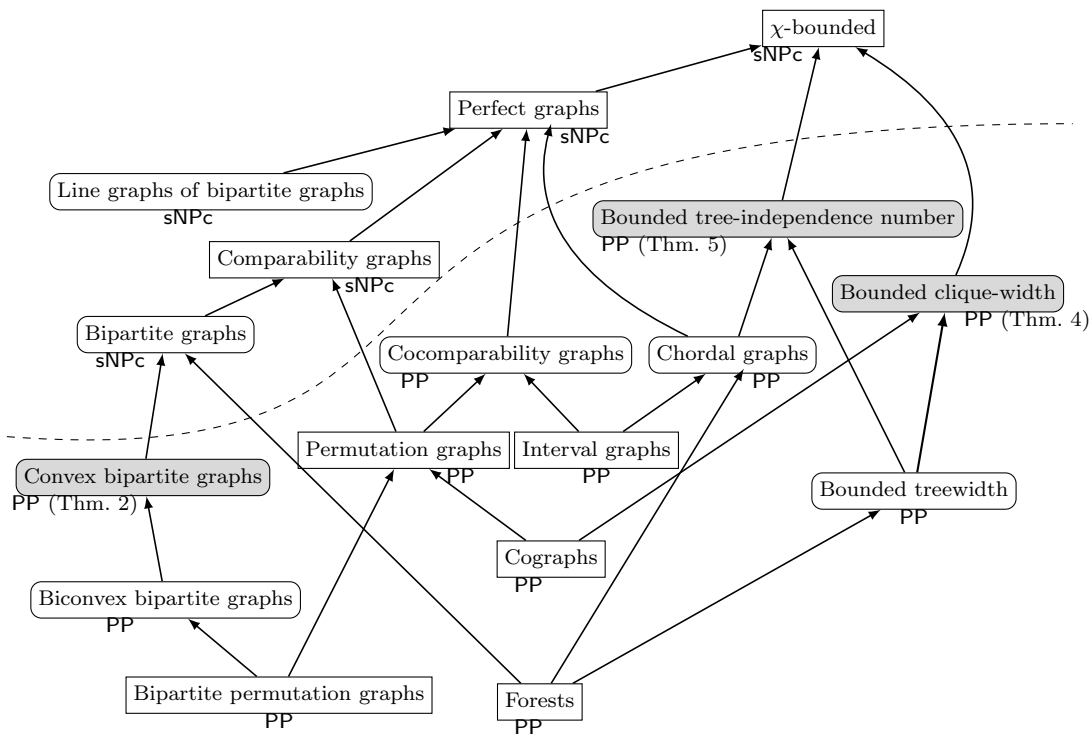 χ-bounded
sNPc
Perfect graphs
sNPc
Line graphs of bipartite graphs
sNPc
Bounded tree-independence number
PP (Thm. 5)
Comparability graphs
sNPc
Bounded clique-width
PP (Thm. 4)
Bipartite graphs
sNPc
Cocomparability graphs
PP
Chordal graphs
PP
Permutation graphs
PP
Interval graphs
PP
Convex bipartite graphs
PP (Thm. 2)
Bounded treewidth
PP
Cographs
PP
Biconvex bipartite graphs
PP
Bipartite permutation graphs
PP
Forests
PP